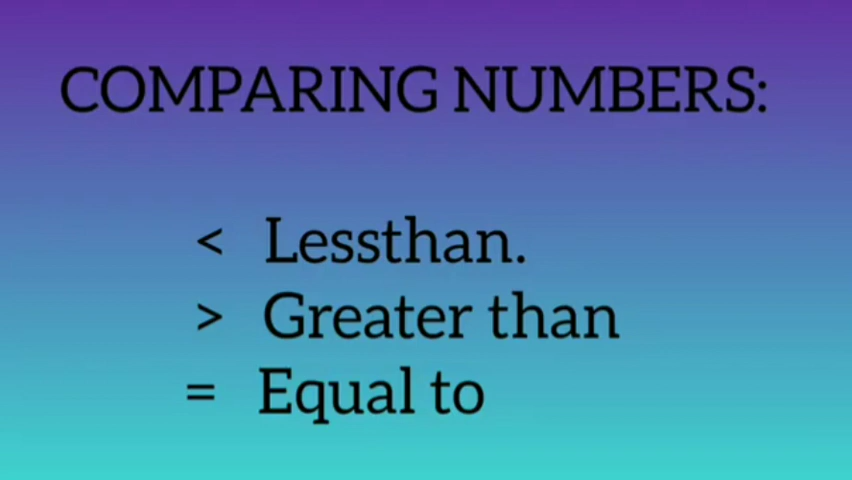 COMPARING NUMBERS:
< Lessthan.
> Greater than
= Equal to